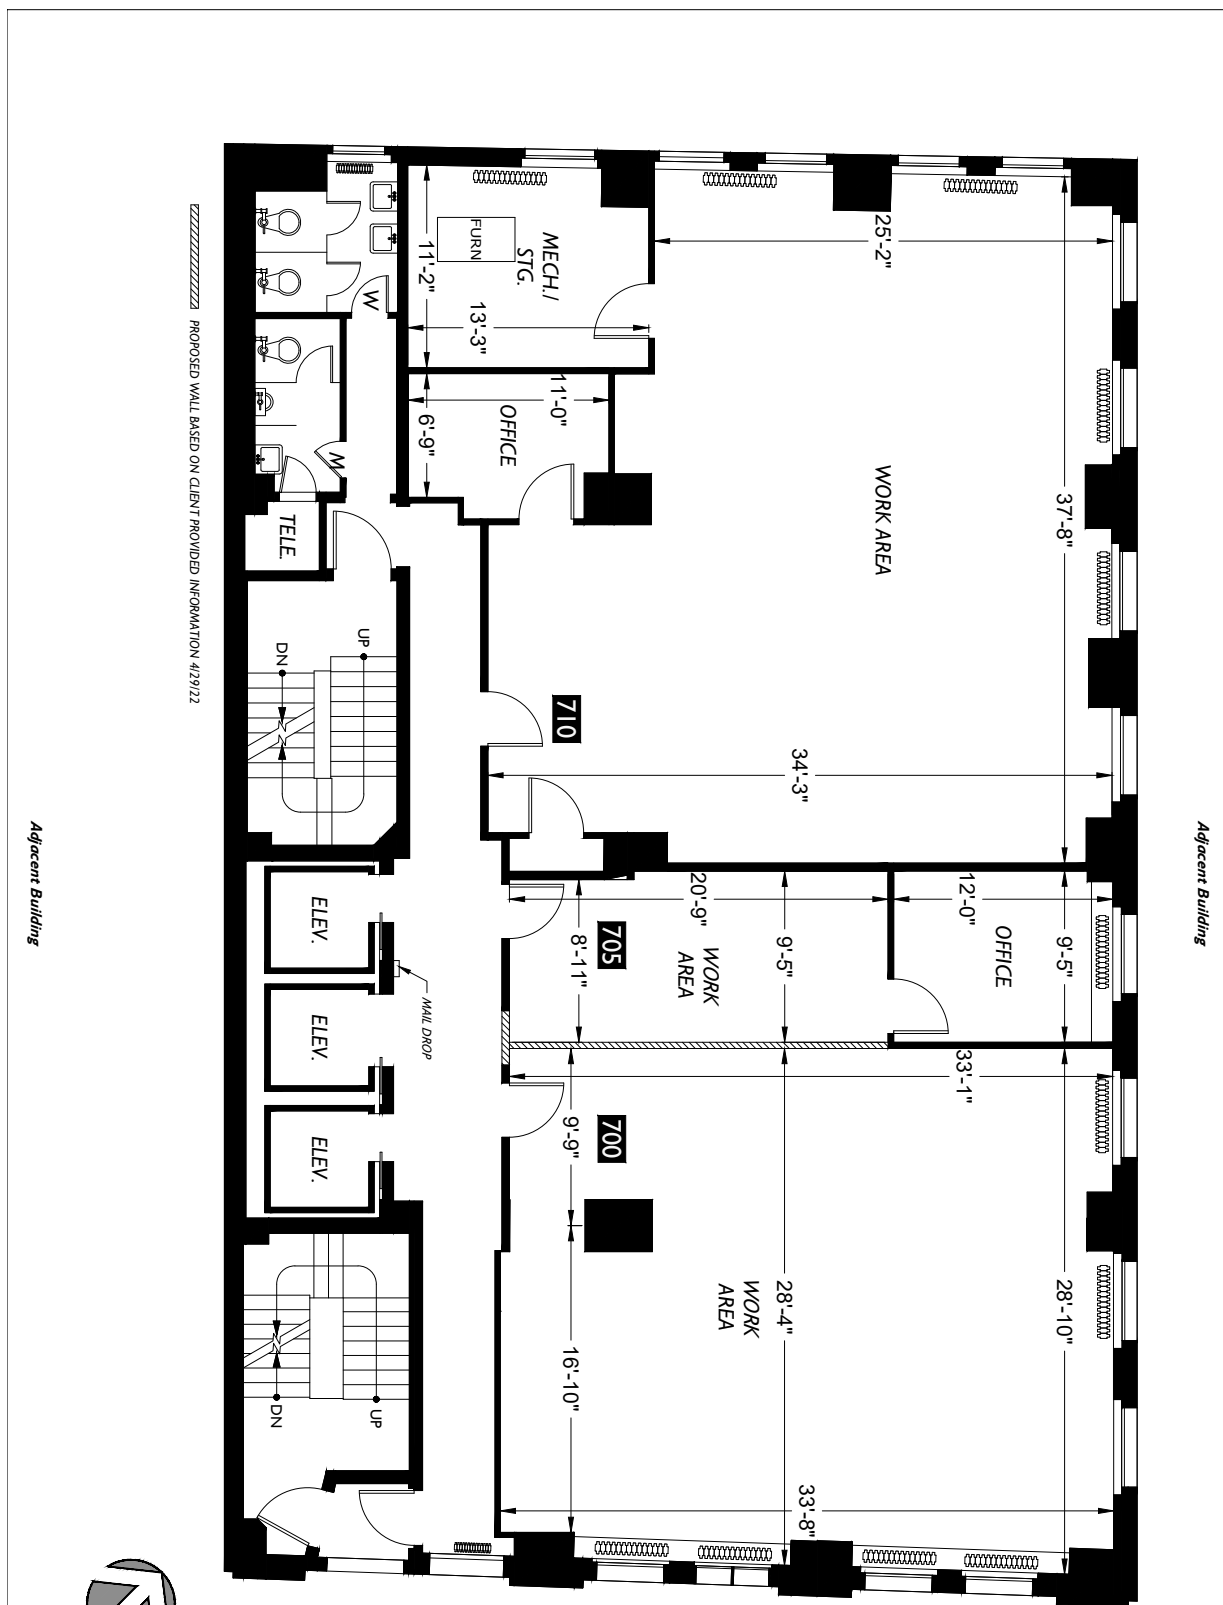 Adjacent Building
25'-2"
37'-8"
WORK AREA
34'-3"
MECH./
STG.
FURN
11'-2"
13'-3"
11'-0"
OFFICE
6'-9"
W
M
TELE.
UP
DN
710
12'-0"
OFFICE
9'-5"
20'-9"
9'-5"
WORK
AREA
705
8'-11"
ELEV.
ELEV.
ELEV.
MAIL DROP
33'-1"
700
9'-9"
28'-10"
28'-4"
WORK
AREA
16'-10"
33'-8"
UP
DN
PROPOSED WALL BASED ON CLIENT PROVIDED INFORMATION 4/29/22
Adjacent Building